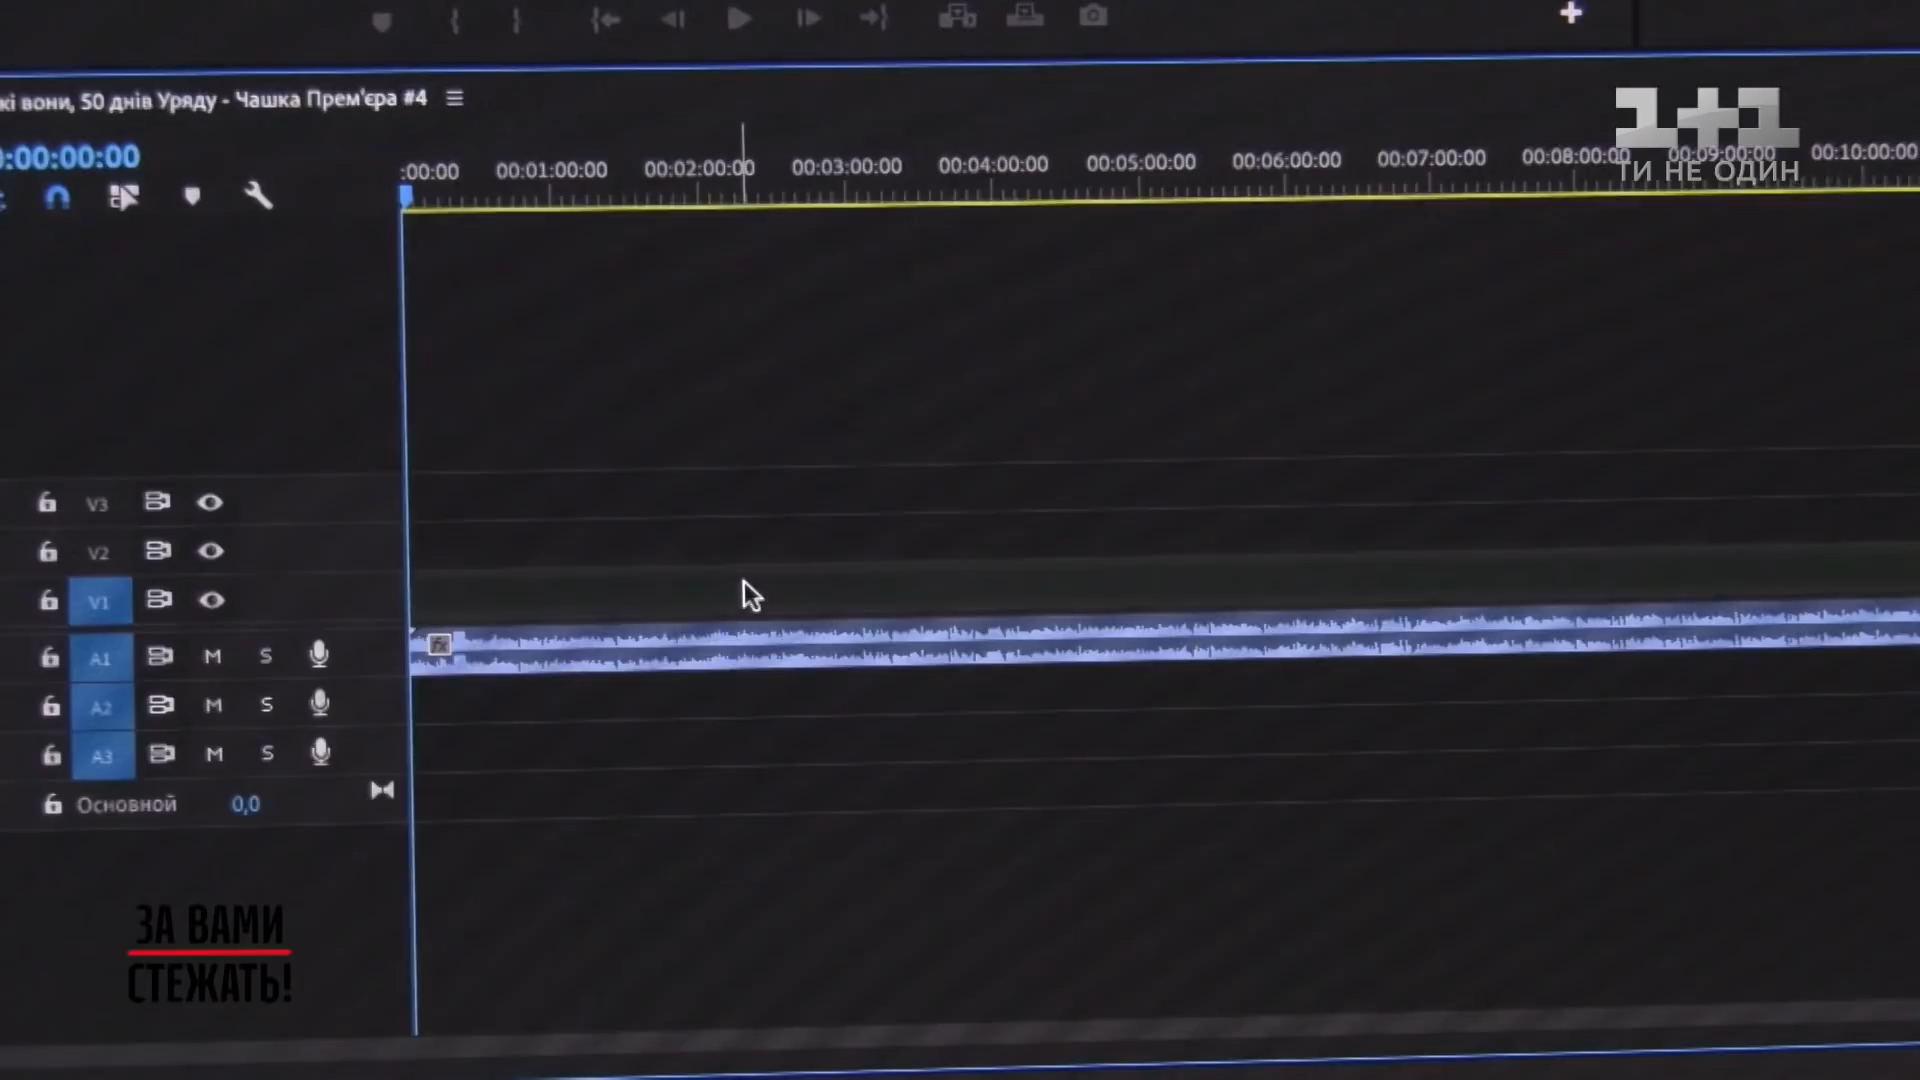 кі вони, 50 днів Уряду - Чашка Прем'єра #4
1+1
ТИ НЕ ОДИН
:00:00:00
:00:00 00:01:00:00 00:02:00:00 00:03:00:00 00:04:00:00 00:05:00:00 00:06:00:00 00:07:00:00 00:08:00:00 00:09:00:00 00:10:00:00
V3
V2
V1
fx
A1 M S
A2 M S
A3 M S
Основной 0,0
ЗА ВАМИ
СТЕЖАТЬ!